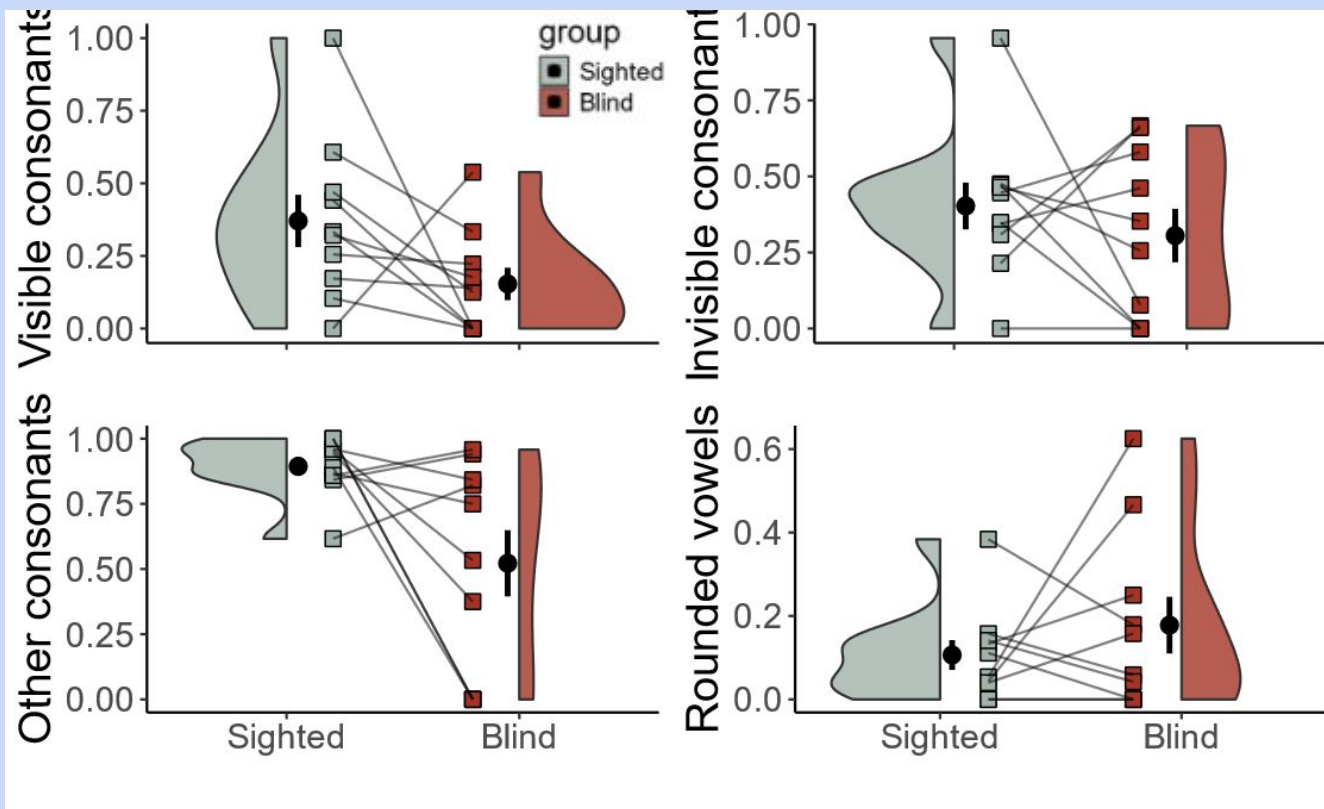 Visible consonants
1.00
0.75
0.50
0.25
0.00
group
Sighted
Blind
Invisible consonant
1.00
0.75
0.50
0.25
0.00
Other consonants
1.00
0.75
0.50
0.25
0.00
Sighted Blind
Rounded vowels
0.6
0.4
0.2
0.0
Sighted Blind